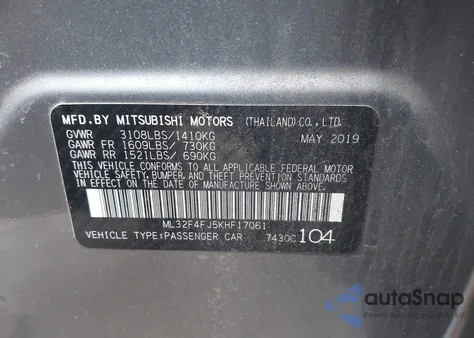 MFD. BY MITSUBISHI MOTORS (THAILAND) CO., LTD.
GVWR 3108LBS/1410KG MAY 2019
GAWR FR 1609LBS/ 730KG
GAWR RR 1521LBS/ 690KG
THIS VEHICLE CONFORMS TO ALL APPLICABLE FEDERAL MOTOR
VEHICLE SAFETY, BUMPER, AND THEFT PREVENTION STANDARDS
IN EFFECT ON THE DATE OF MANUFACTURE SHOWN ABOVE.
ML32F4FJ5KHF17061
VEHICLE TYPE:PASSENGER CAR 7430C 104
autoSnap